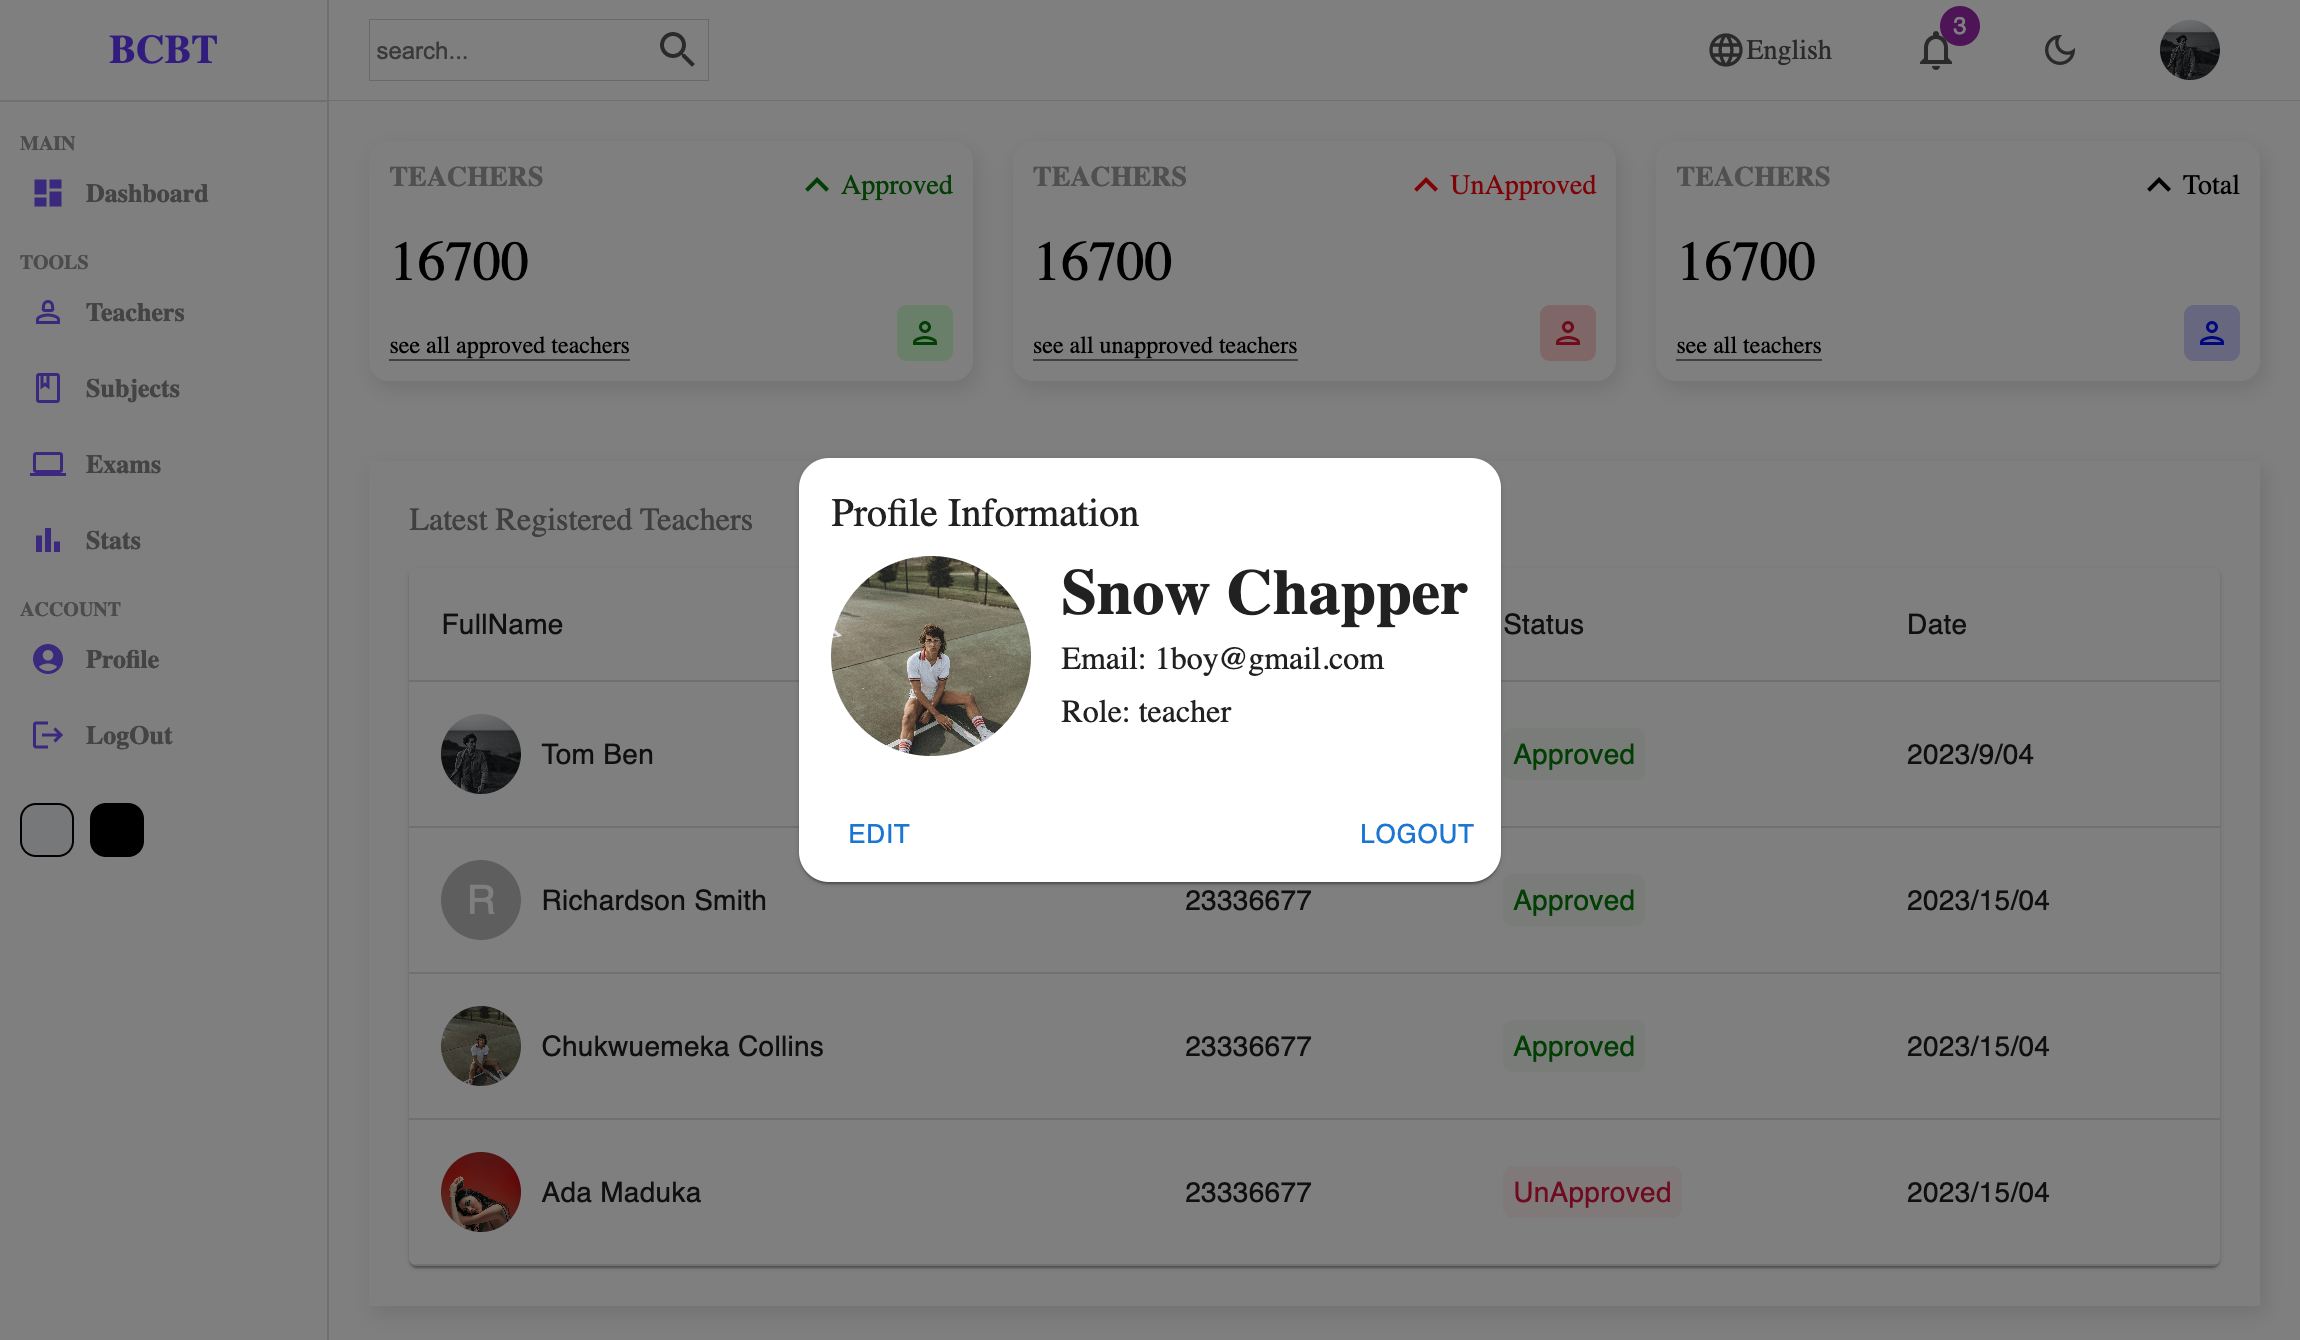 BCBT
search...
English
3
MAIN
Dashboard
TOOLS
Teachers
Subjects
Exams
Stats
ACCOUNT
Profile
LogOut
TEACHERS
Approved
16700
see all approved teachers
TEACHERS
UnApproved
16700
see all unapproved teachers
TEACHERS
Total
16700
see all teachers
Latest Registered Teachers
FullName Status Date
Tom Ben Approved 2023/9/04
R Richardson Smith 23336677 Approved 2023/15/04
Chukwuemeka Collins 23336677 Approved 2023/15/04
Ada Maduka 23336677 UnApproved 2023/15/04
Profile Information
Snow Chapper
Email: 1boy@gmail.com
Role: teacher
EDIT LOGOUT